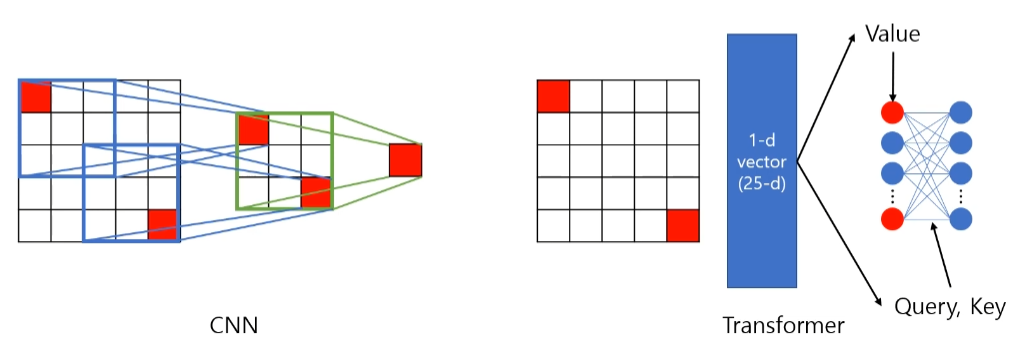 Value
1-d
vector
(25-d)
Query, Key
CNN
Transformer